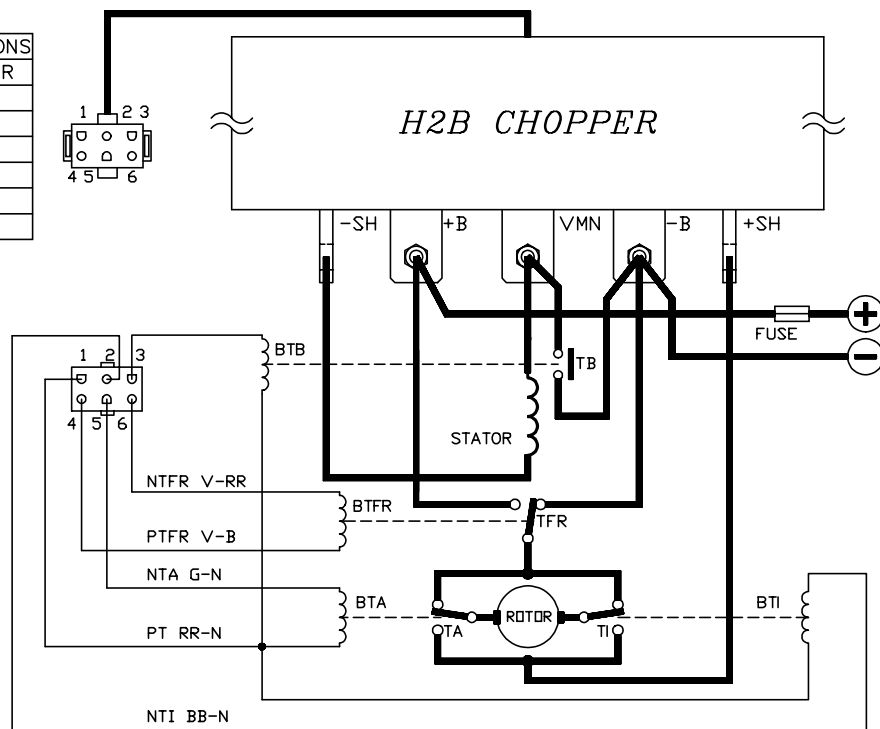 ONS
R
1 2 3
4 5 6
H2B CHOPPER
-SH +B VMN -B +SH
FUSE
1 2 3
BTB
TB
4 5 6
STATOR
NTFR V-RR
BTFR
TFR
PTFR V-B
NTA G-N
BTA
ROTOR
BTI
PT RR-N
TA
TI
NTI BB-N